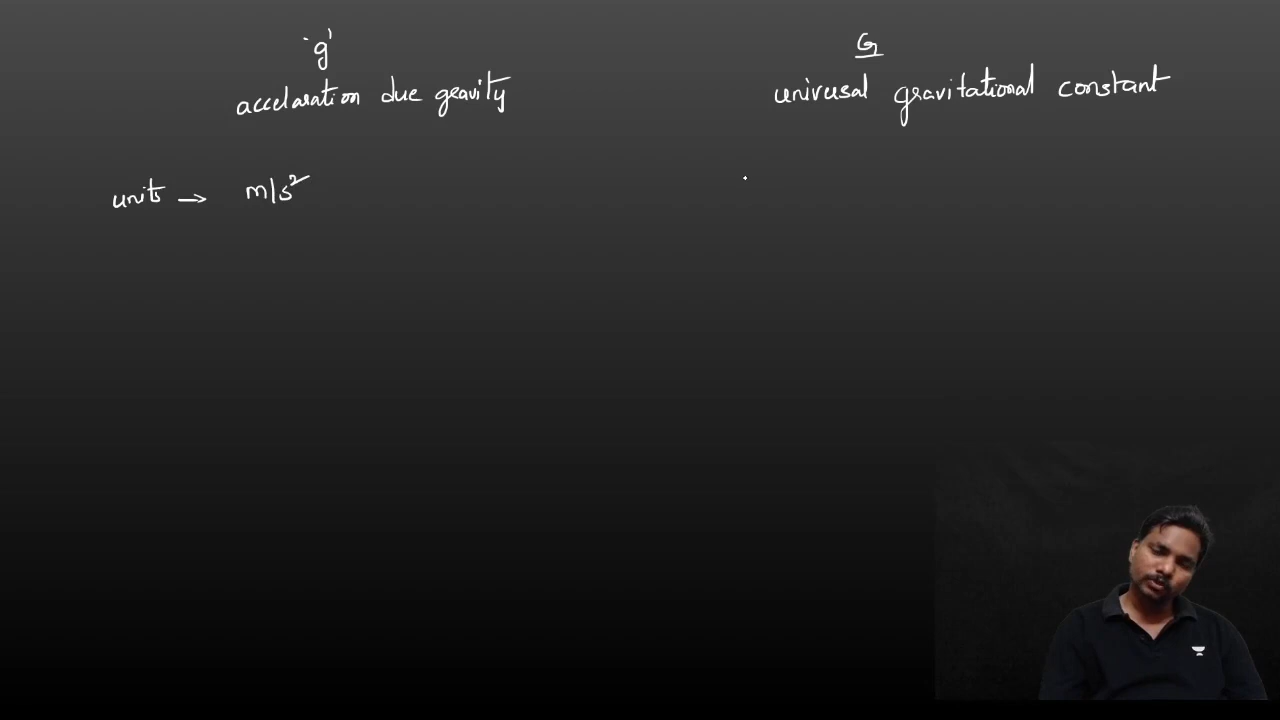 'g'
accelaration due gravity
G
universal gravitational constant
units → m/s²